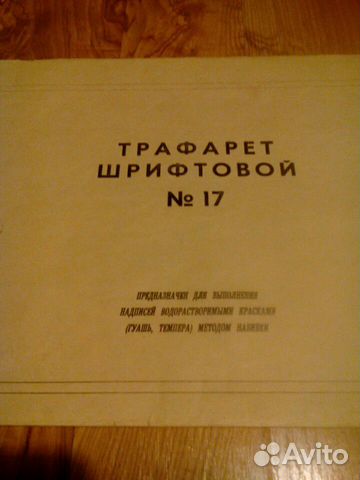 ТРАФАРЕТ
ШРИФТОВОЙ
№ 17
ПРЕДНАЗНАЧЕН ДЛЯ ВЫПОЛНЕНИЯ
НАДПИСЕЙ ВОДОРАСТВОРИМЫМИ КРАСКАМИ
(ГУАШЬ, ТЕМПЕРА) МЕТОДОМ НАБИВКИ
Avito